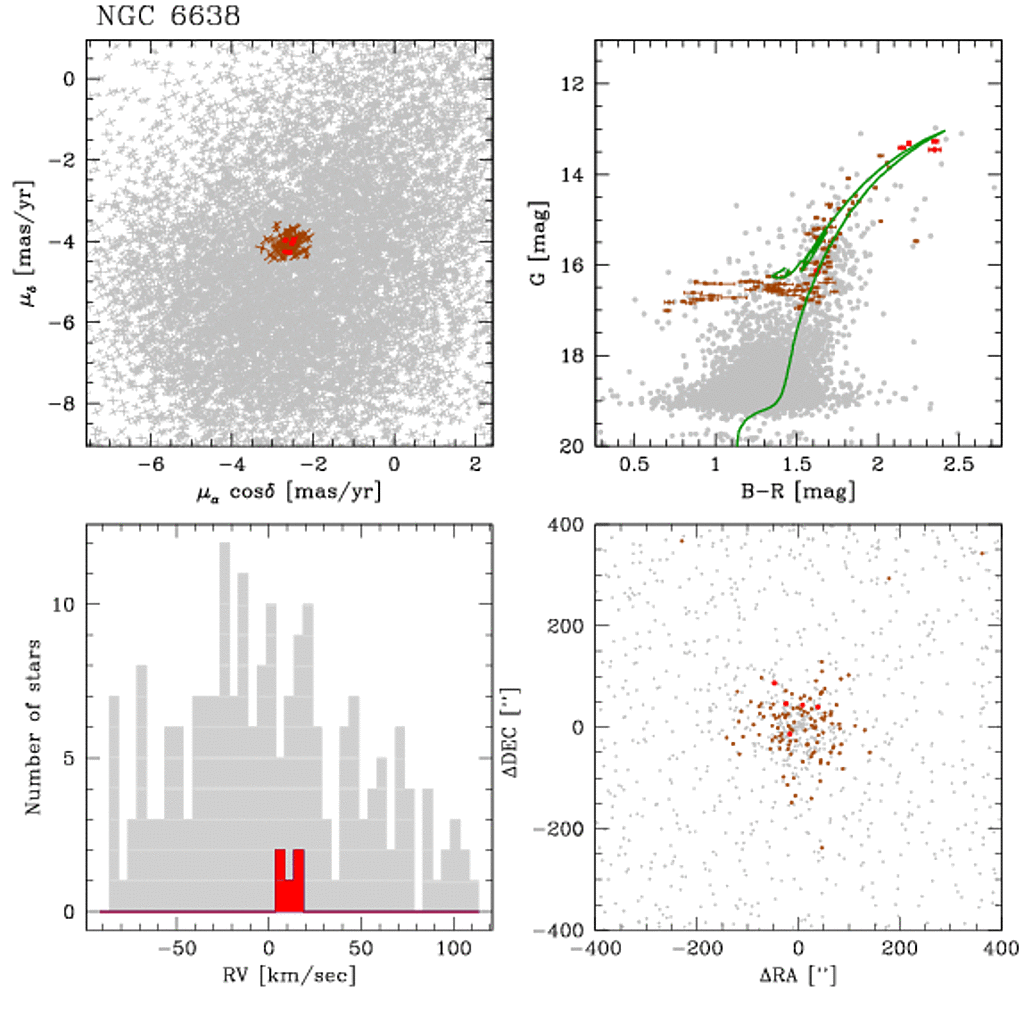 NGC 6638
0
−2
−4
−6
−8
μδ [mas/yr]
−6 −4 −2 0 2
μα cosδ [mas/yr]
12
14
16
18
20
G [mag]
0.5 1 1.5 2 2.5
B−R [mag]
10
5
0
Number of stars
−50 0 50 100
RV [km/sec]
400
200
0
−200
−400
ΔDEC [″]
−400 −200 0 200 400
ΔRA [″]